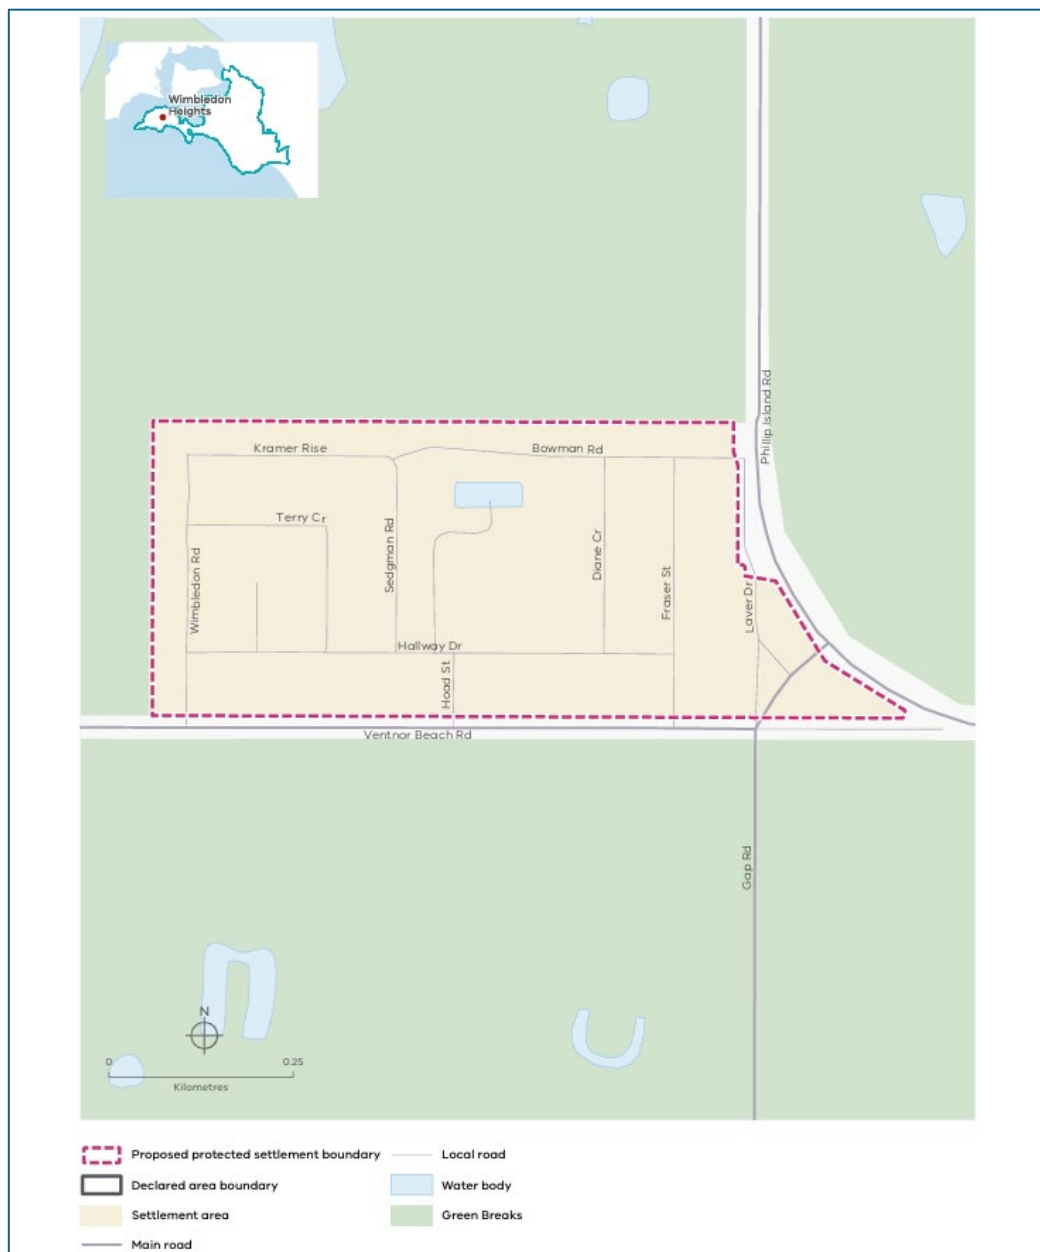 Wimbledon
Heights
Phillip Island Rd
Kramer Rise
Bowman Rd
Terry Cr
Wimbledon Rd
Sedgman Rd
Diane Cr
Fraser St
Laver Dr
Hallway Dr
Hoad St
Ventnor Beach Rd
Gap Rd
N
0 0.25
Kilometres
Proposed protected settlement boundary
Local road
Declared area boundary
Water body
Settlement area
Green Breaks
Main road